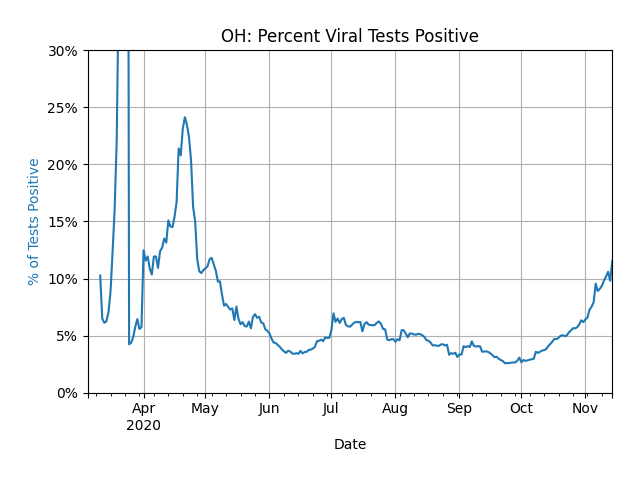 OH: Percent Viral Tests Positive
30%
25%
20%
15%
10%
5%
0%
% of Tests Positive
Apr May Jun Jul Aug Sep Oct Nov
2020
Date